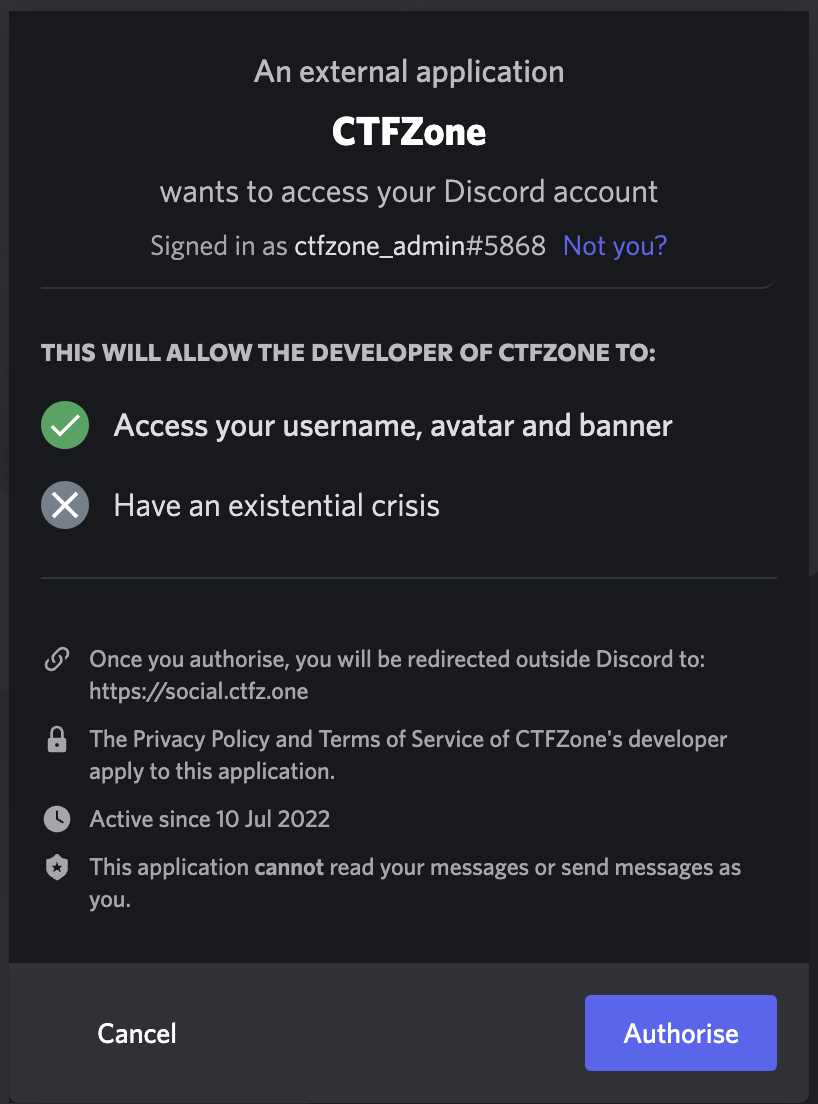 An external application
CTFZone
wants to access your Discord account
Signed in as ctfzone_admin#5868 Not you?
THIS WILL ALLOW THE DEVELOPER OF CTFZONE TO:
Access your username, avatar and banner
Have an existential crisis
Once you authorise, you will be redirected outside Discord to:
https://social.ctfz.one
The Privacy Policy and Terms of Service of CTFZone's developer
apply to this application.
Active since 10 Jul 2022
This application cannot read your messages or send messages as
you.
Cancel
Authorise